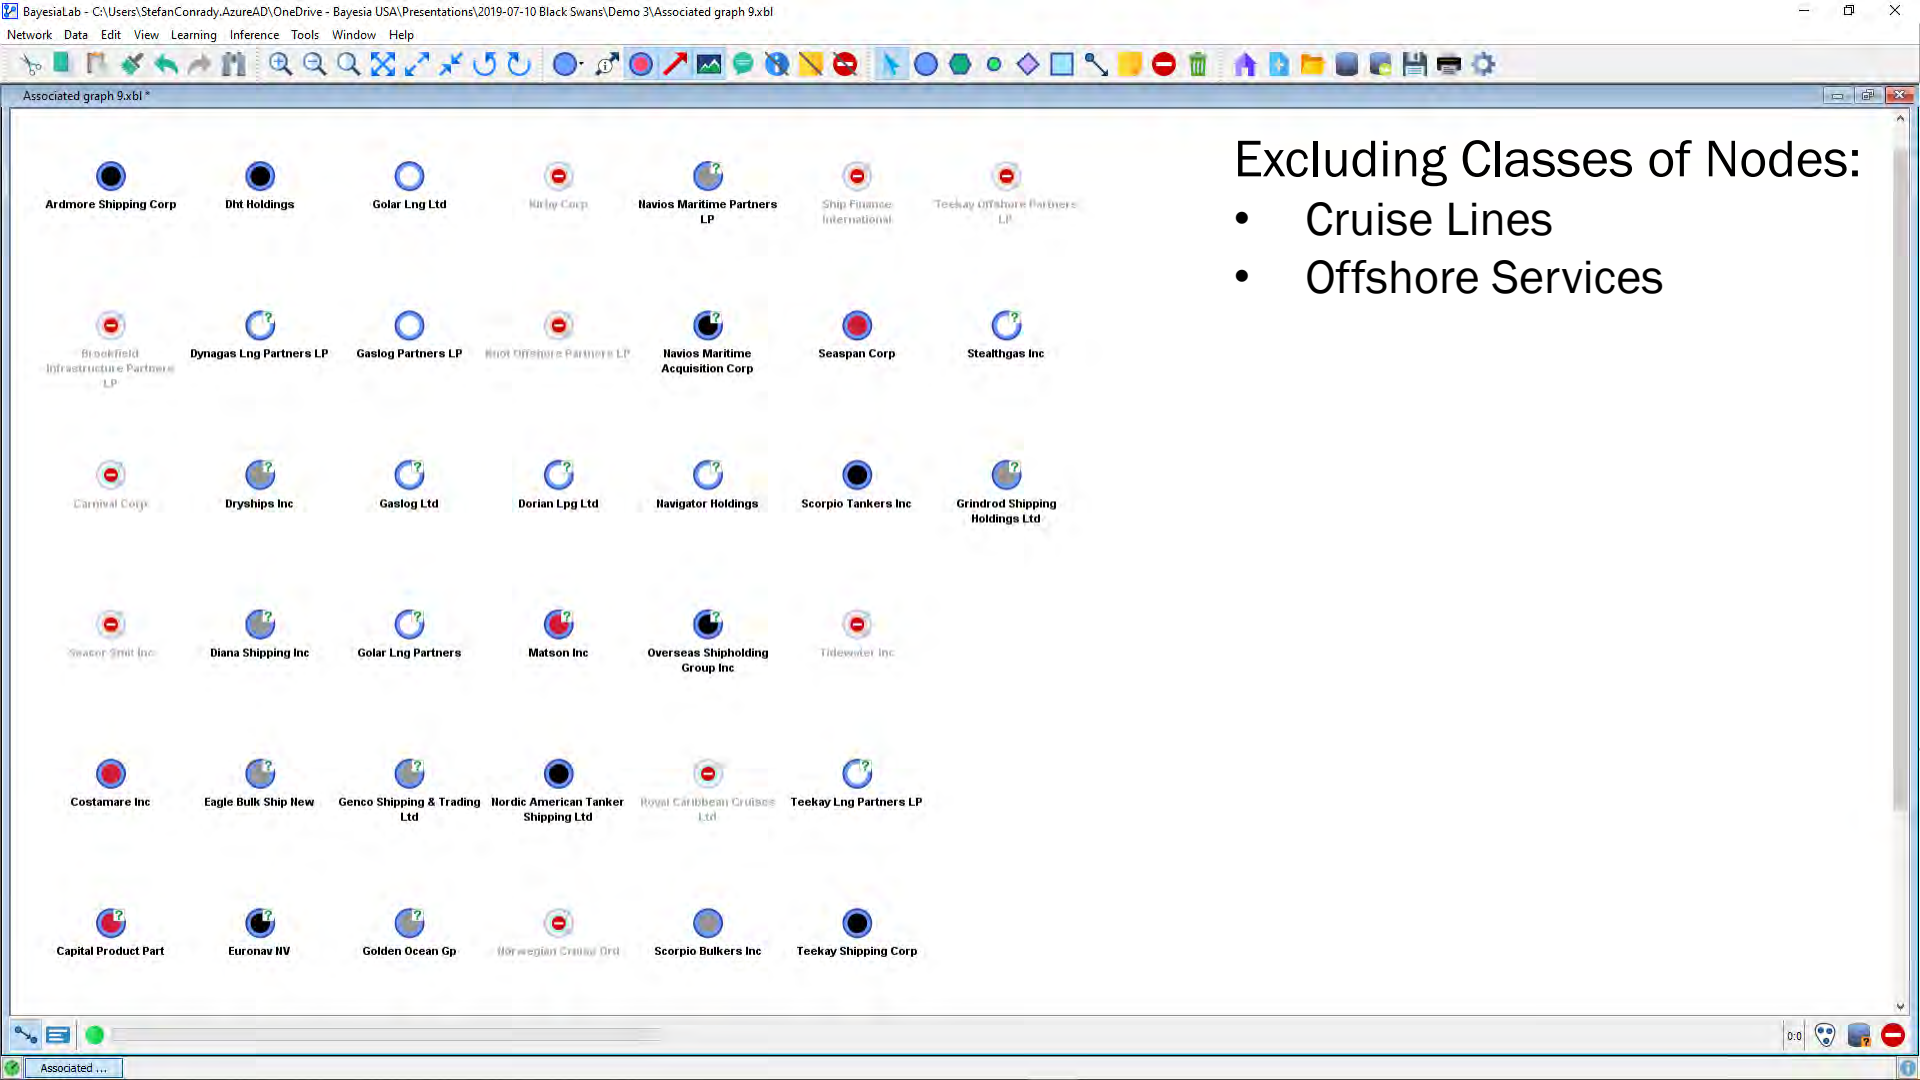 BayesiaLab - C:\Users\StefanConrady.AzureAD\OneDrive - Bayesia USA\Presentations\2019-07-10 Black Swans\Demo 3\Associated graph 9.xbl
Network Data Edit View Learning Inference Tools Window Help
Associated graph 9.xbl *
Excluding Classes of Nodes:
• Cruise Lines
• Offshore Services
Ardmore Shipping Corp
Dht Holdings
Golar Lng Ltd
Kirby Corp
Navios Maritime Partners
LP
Ship Finance
International
Teekay Offshore Partners
LP
Brookfield
Infrastructure Partners
LP
Dynagas Lng Partners LP
Gaslog Partners LP
Knot Offshore Partners LP
Navios Maritime
Acquisition Corp
Seaspan Corp
Stealthgas Inc
Carnival Corp
Dryships Inc
Gaslog Ltd
Dorian Lpg Ltd
Navigator Holdings
Scorpio Tankers Inc
Grindrod Shipping
Holdings Ltd
Seacor Smit Inc
Diana Shipping Inc
Golar Lng Partners
Matson Inc
Overseas Shipholding
Group Inc
Tidewater Inc
Costamare Inc
Eagle Bulk Ship New
Genco Shipping & Trading
Ltd
Nordic American Tanker
Shipping Ltd
Royal Caribbean Cruises
Ltd
Teekay Lng Partners LP
Capital Product Part
Euronav NV
Golden Ocean Gp
Norwegian Cruise Ord
Scorpio Bulkers Inc
Teekay Shipping Corp
0:0
Associated ...